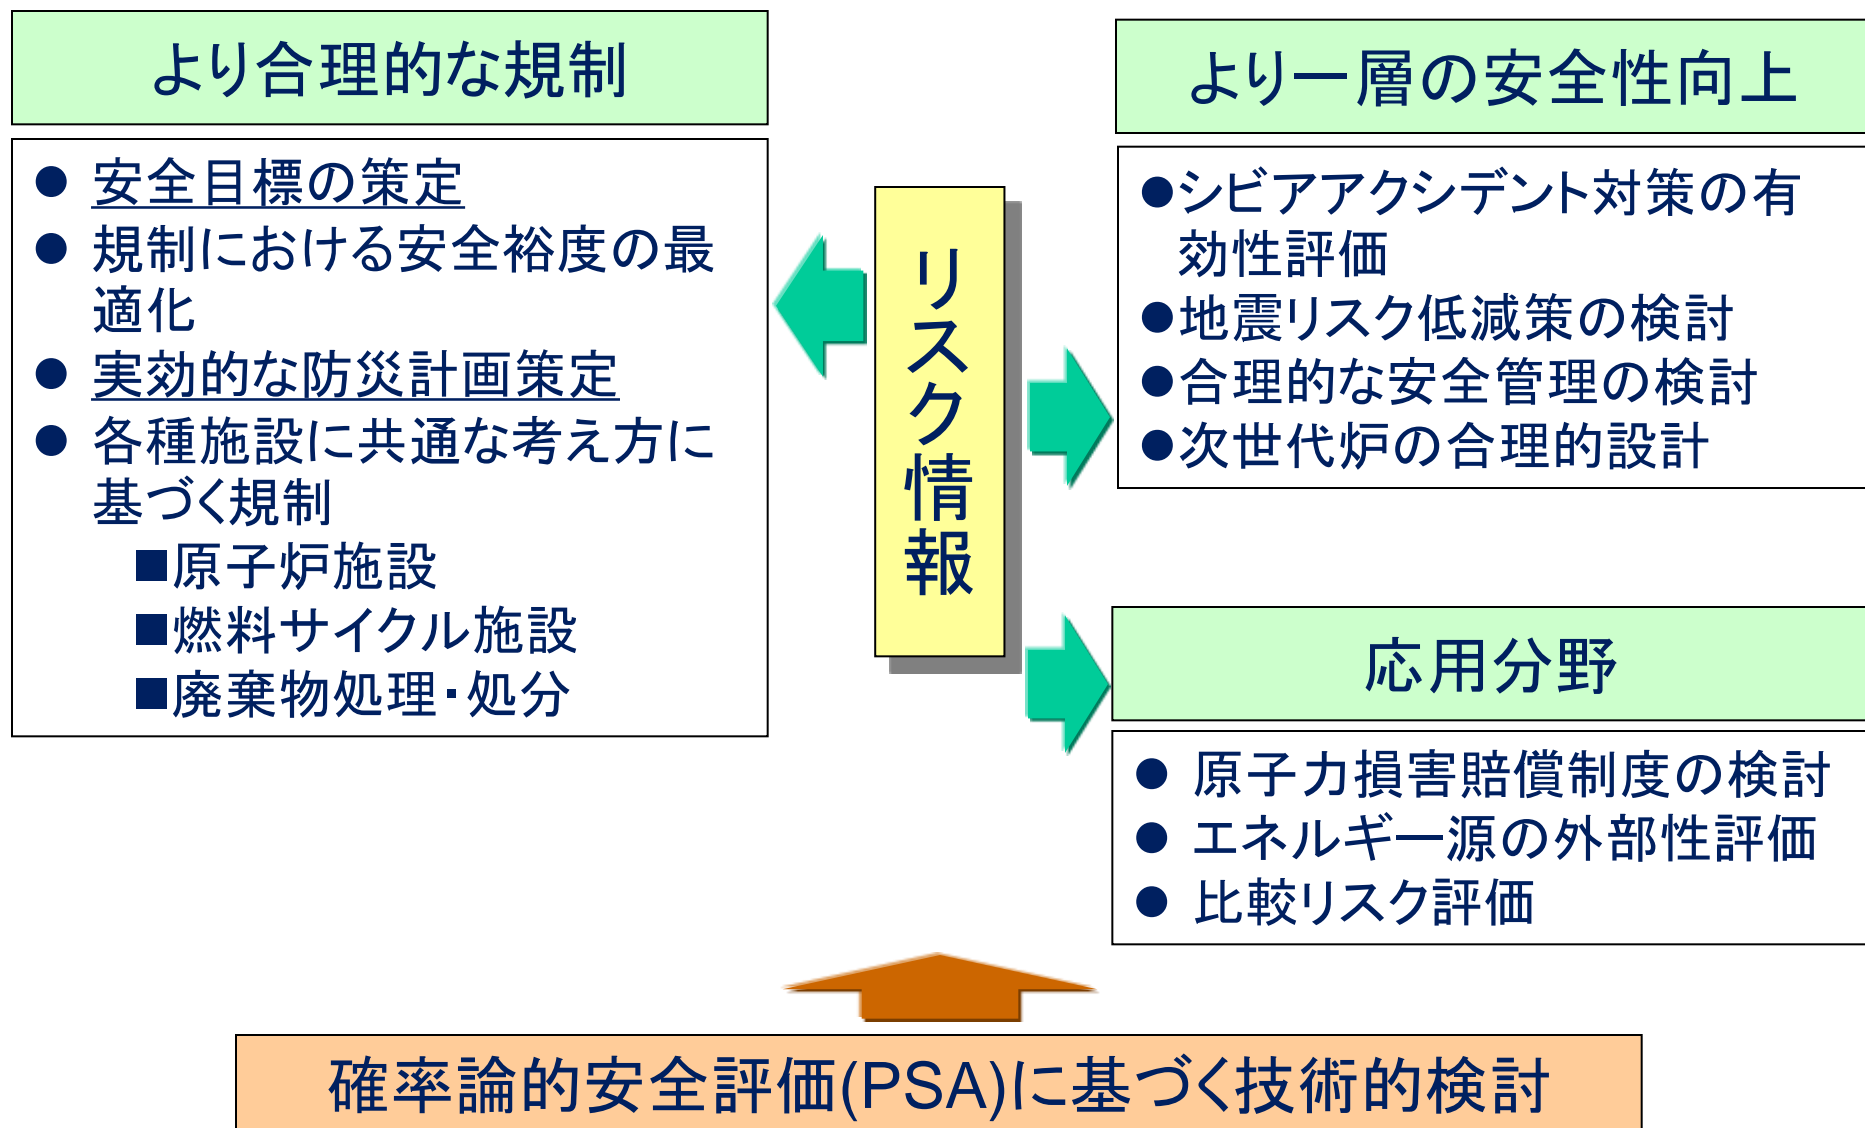 より合理的な規制
● 安全目標の策定
● 規制における安全裕度の最
適化
● 実効的な防災計画策定
● 各種施設に共通な考え方に
基づく規制
■原子炉施設
■燃料サイクル施設
■廃棄物処理・処分
リスク情報
より一層の安全性向上
●シビアアクシデント対策の有
効性評価
●地震リスク低減策の検討
●合理的な安全管理の検討
●次世代炉の合理的設計
応用分野
● 原子力損害賠償制度の検討
● エネルギー源の外部性評価
● 比較リスク評価
確率論的安全評価(PSA)に基づく技術的検討